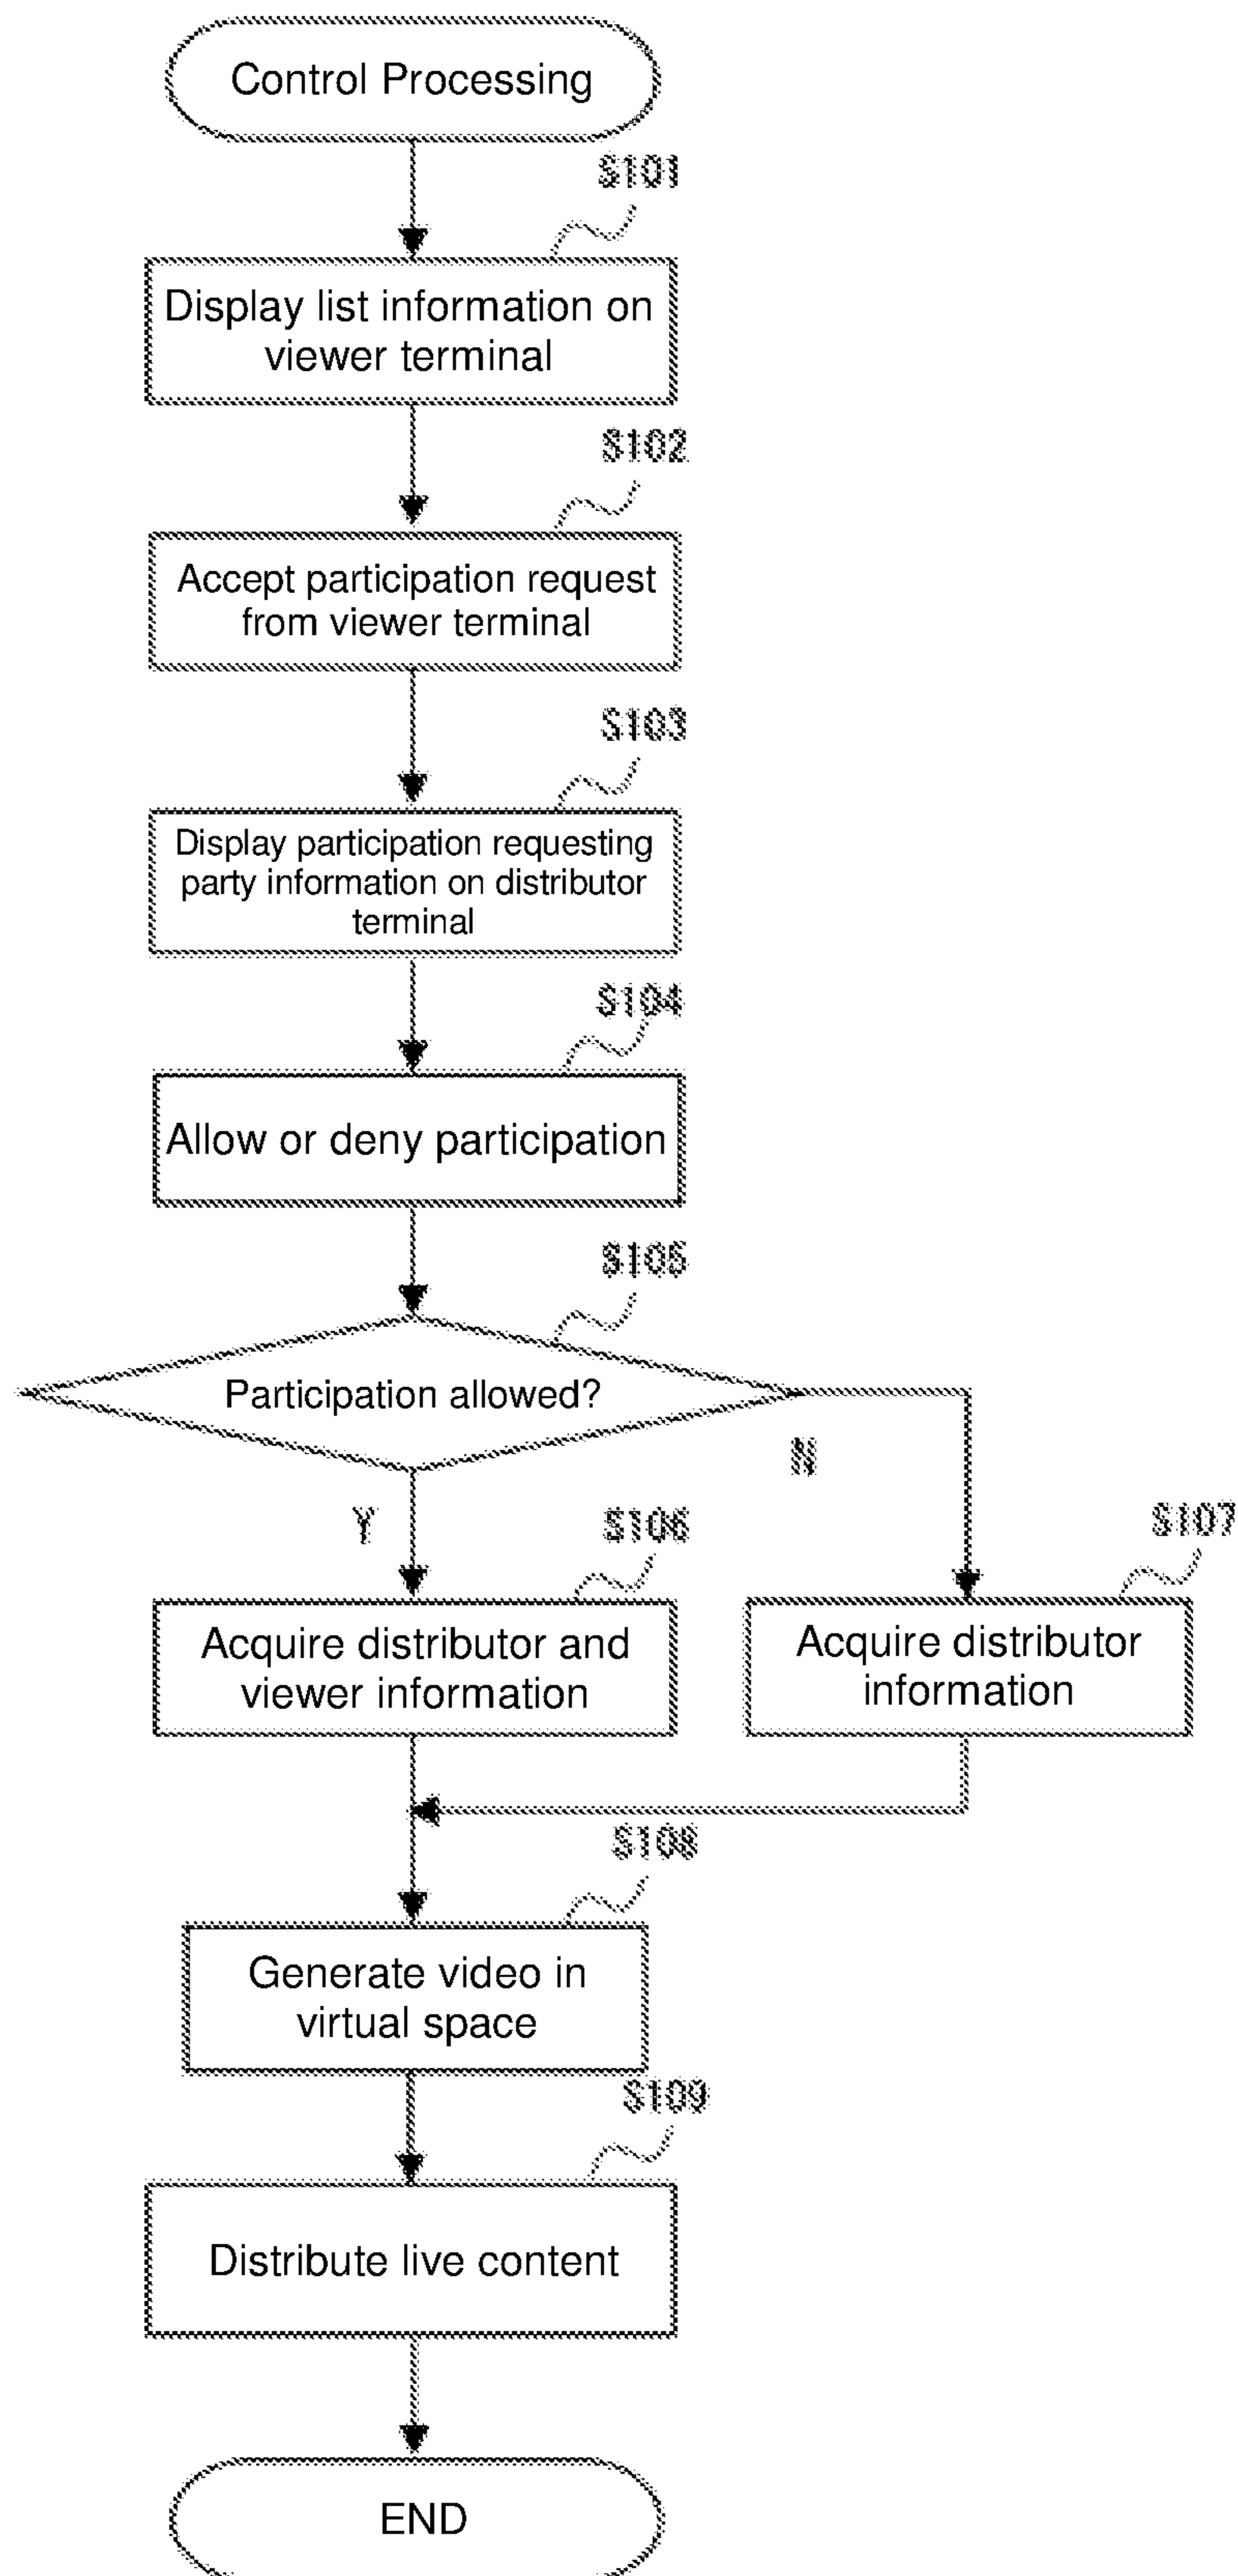 Control Processing
S101
Display list information on
viewer terminal
S102
Accept participation request
from viewer terminal
S103
Display participation requesting
party information on distributor
terminal
S104
Allow or deny participation
S105
Participation allowed?
N
Y
S106
S107
Acquire distributor and
viewer information
Acquire distributor
information
S108
Generate video in
virtual space
S109
Distribute live content
END